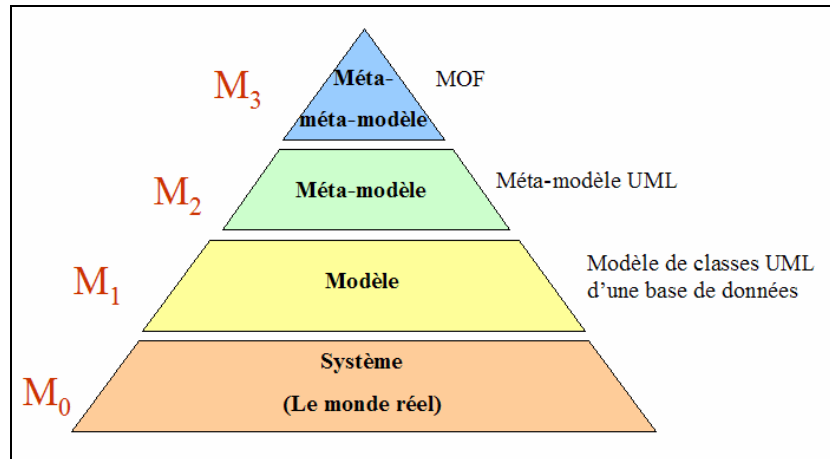 M3
Méta-
méta-modèle
MOF
M2
Méta-modèle
Méta-modèle UML
M1
Modèle
Modèle de classes UML
d'une base de données
M0
Système
(Le monde réel)